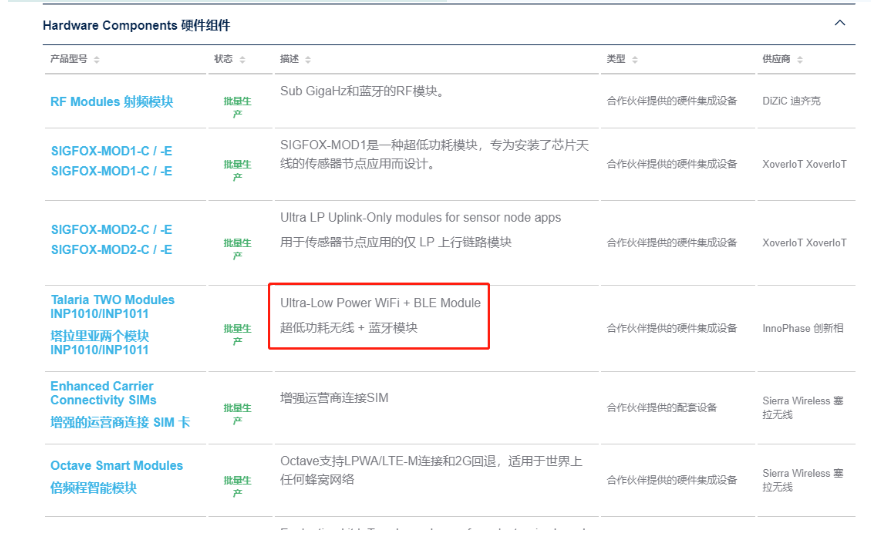 Hardware Components 硬件组件
产品型号 状态 描述 类型 供应商
RF Modules 射频模块
批量生
产
Sub GigaHz和蓝牙的RF模块。
合作伙伴提供的硬件集成设备
DiZiC 迪齐克
SIGFOX-MOD1-C / -E
SIGFOX-MOD1-C / -E
批量生
产
SIGFOX-MOD1是一种超低功耗模块，专为安装了芯片天
线的传感器节点应用而设计。
合作伙伴提供的硬件集成设备
XoverIoT XoverIoT
SIGFOX-MOD2-C / -E
SIGFOX-MOD2-C / -E
批量生
产
Ultra LP Uplink-Only modules for sensor node apps
用于传感器节点应用的仅 LP 上行链路模块
合作伙伴提供的硬件集成设备
XoverIoT XoverIoT
Talaria TWO Modules
INP1010/INP1011
塔拉里亚两个模块
INP1010/INP1011
批量生
产
Ultra-Low Power WiFi + BLE Module
超低功耗无线 + 蓝牙模块
合作伙伴提供的硬件集成设备
InnoPhase 创新相
Enhanced Carrier
Connectivity SIMs
增强的运营商连接 SIM 卡
批量生
产
增强运营商连接SIM
合作伙伴提供的配套设备
Sierra Wireless 塞
拉无线
Octave Smart Modules
倍频程智能模块
批量生
产
Octave支持LPWA/LTE-M连接和2G回退，适用于世界上
任何蜂窝网络
合作伙伴提供的硬件集成设备
Sierra Wireless 塞
拉无线